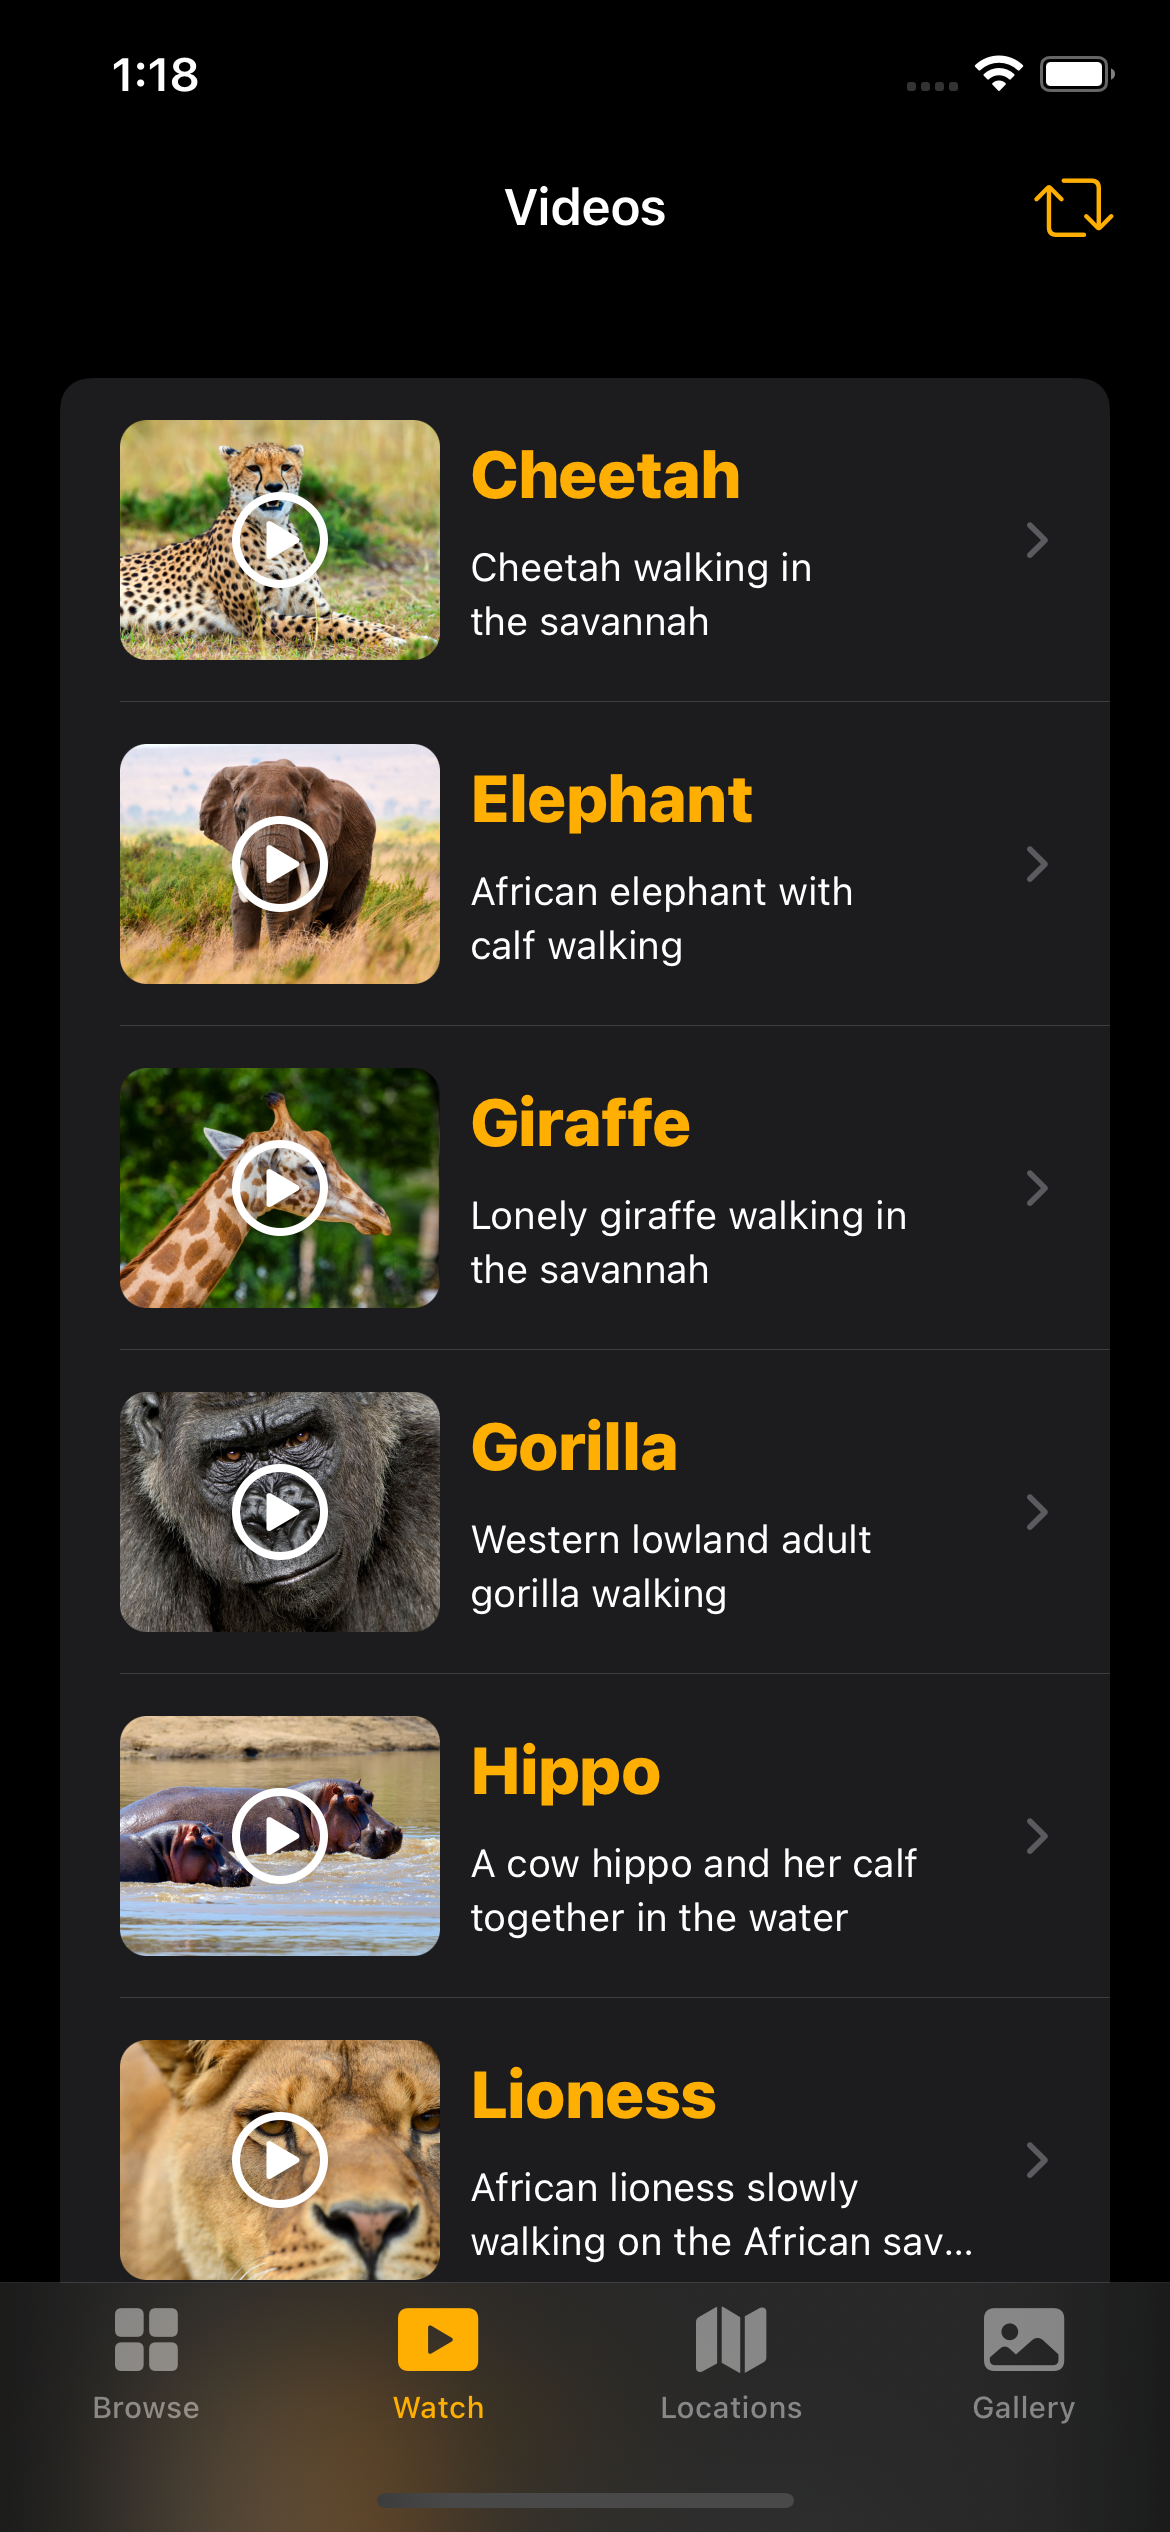 1:18
Videos
Cheetah
Cheetah walking in
the savannah
Elephant
African elephant with
calf walking
Giraffe
Lonely giraffe walking in
the savannah
Gorilla
Western lowland adult
gorilla walking
Hippo
A cow hippo and her calf
together in the water
Lioness
African lioness slowly
walking on the African sav...
Browse
Watch
Locations
Gallery